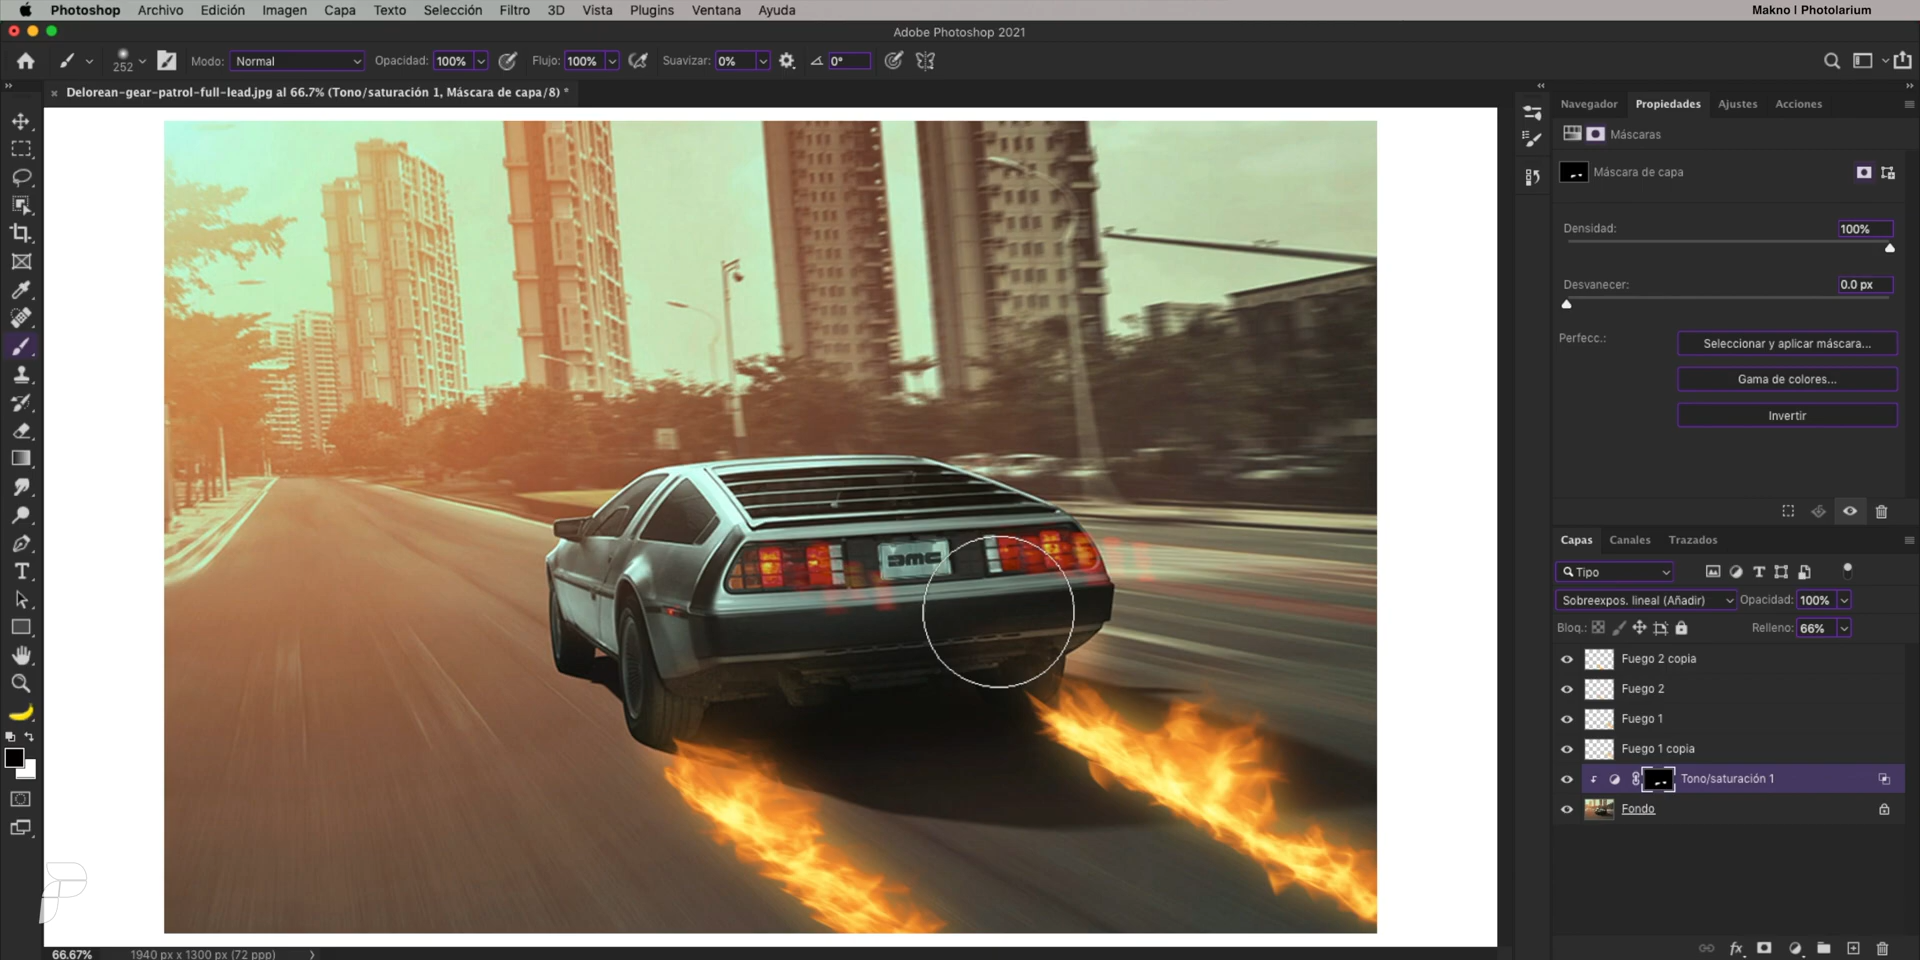 Photoshop Archivo Edición Imagen Capa Texto Selección Filtro 3D Vista Plugins Ventana Ayuda Makno | Photolarium
Adobe Photoshop 2021
252 Modo: Normal Opacidad: 100% Flujo: 100% Suavizar: 0% 0°
Delorean-gear-patrol-full-lead.jpg al 66.7% (Tono/saturación 1, Máscara de capa/8) *
Navegador Propiedades Ajustes Acciones
Máscaras
Máscara de capa
Densidad: 100%
Desvanecer: 0.0 px
Perfecc.: Seleccionar y aplicar máscara...
Gama de colores...
Invertir
DMC
Capas Canales Trazados
Tipo
Sobreexpos. lineal (Añadir) Opacidad: 100%
Bloq.: Relleno: 66%
Fuego 2 copia
Fuego 2
Fuego 1
Fuego 1 copia
Tono/saturación 1
Fondo
66.67% 1940 px x 1300 px (72 ppp)